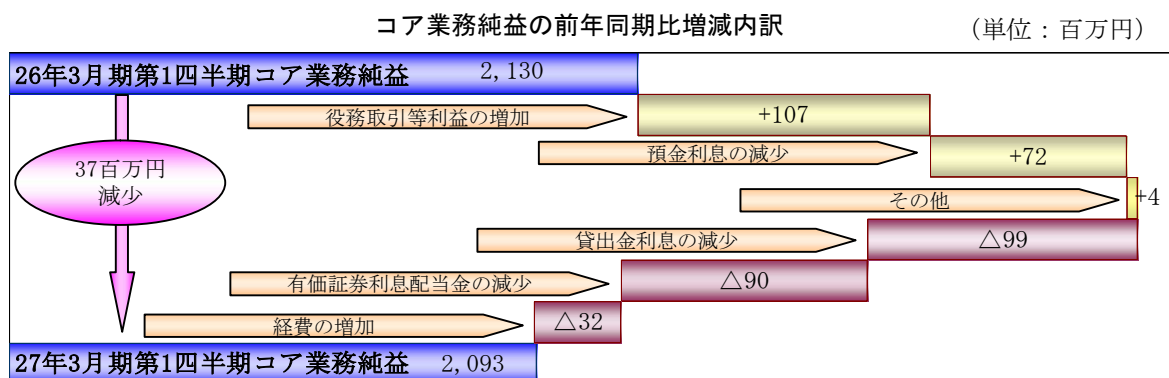 コア業務純益の前年同期比増減内訳
(単位：百万円)
26年3月期第1四半期コア業務純益 2,130
役務取引等利益の増加 +107
預金利息の減少 +72
37百万円
減少
その他 +4
貸出金利息の減少 △99
有価証券利息配当金の減少 △90
経費の増加 △32
27年3月期第1四半期コア業務純益 2,093